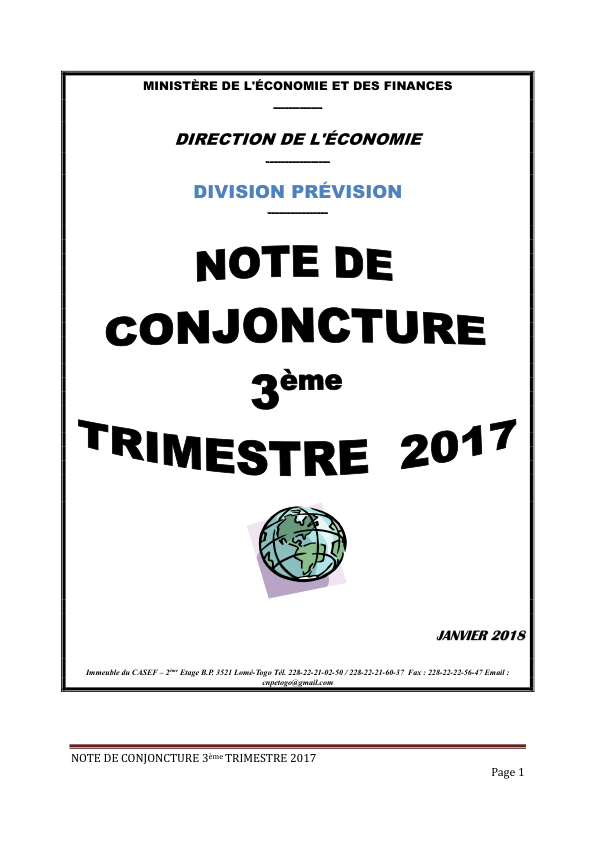 MINISTÈRE DE L'ÉCONOMIE ET DES FINANCES
-------------
DIRECTION DE L'ÉCONOMIE
-----------------
DIVISION PRÉVISION
----------------
NOTE DE
CONJONCTURE
3ème
TRIMESTRE 2017
JANVIER 2018
Immeuble du CASEF – 2ème Etage B.P. 3521 Lomé-Togo Tél. 228-22-21-02-50 / 228-22-21-60-37 Fax : 228-22-22-56-47 Email :
cnpetogo@gmail.com
NOTE DE CONJONCTURE 3ème TRIMESTRE 2017
Page 1